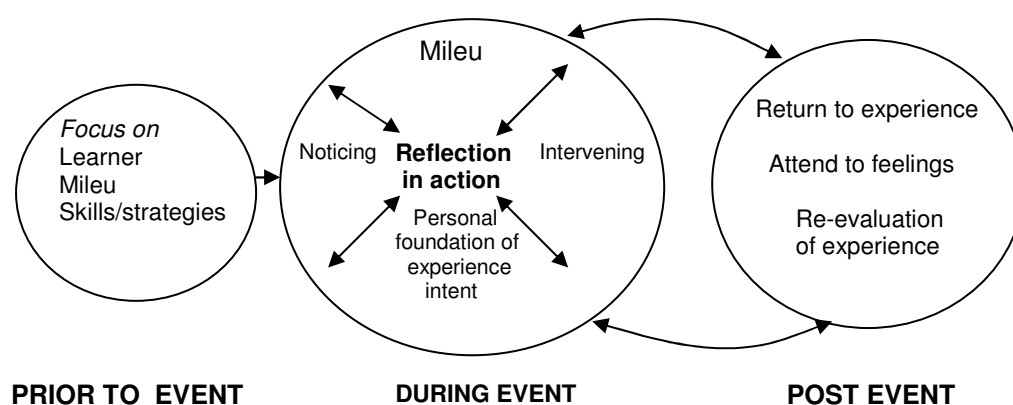 Focus on
Learner
Mileu
Skills/strategies
Mileu
Noticing
Reflection
in action
Intervening
Personal
foundation of
experience
intent
Return to experience
Attend to feelings
Re-evaluation
of experience
PRIOR TO EVENT
DURING EVENT
POST EVENT